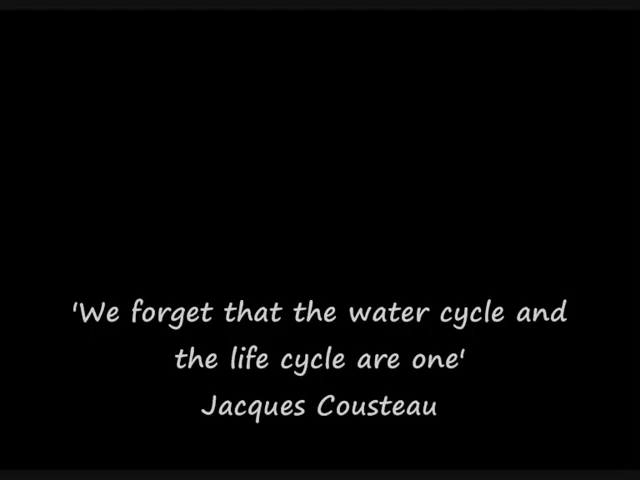 'We forget that the water cycle and
the life cycle are one'
Jacques Cousteau